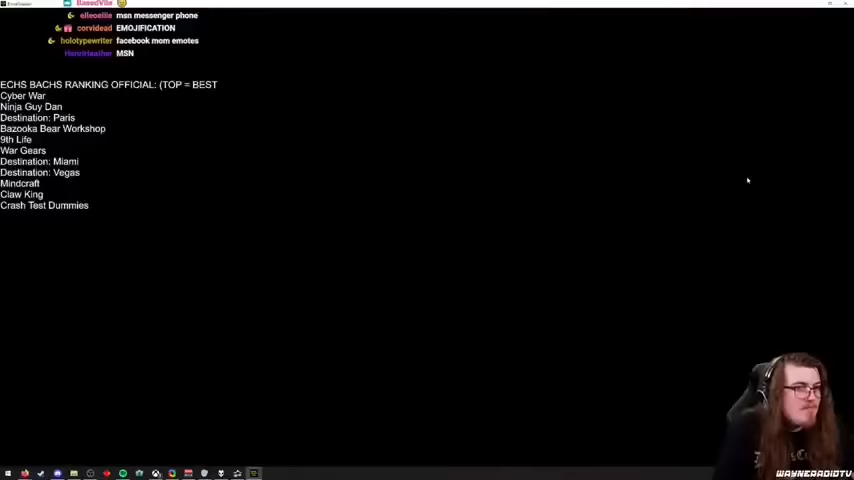 BasedVibe
elleoellie msn messenger phone
corvidead EMOJIFICATION
holotypewriter facebook mom emotes
HenriHeather MSN
ECHS BACHS RANKING OFFICIAL: (TOP = BEST
Cyber War
Ninja Guy Dan
Destination: Paris
Bazooka Bear Workshop
9th Life
War Gears
Destination: Miami
Destination: Vegas
Mindcraft
Claw King
Crash Test Dummies
WAYNERADIOTV